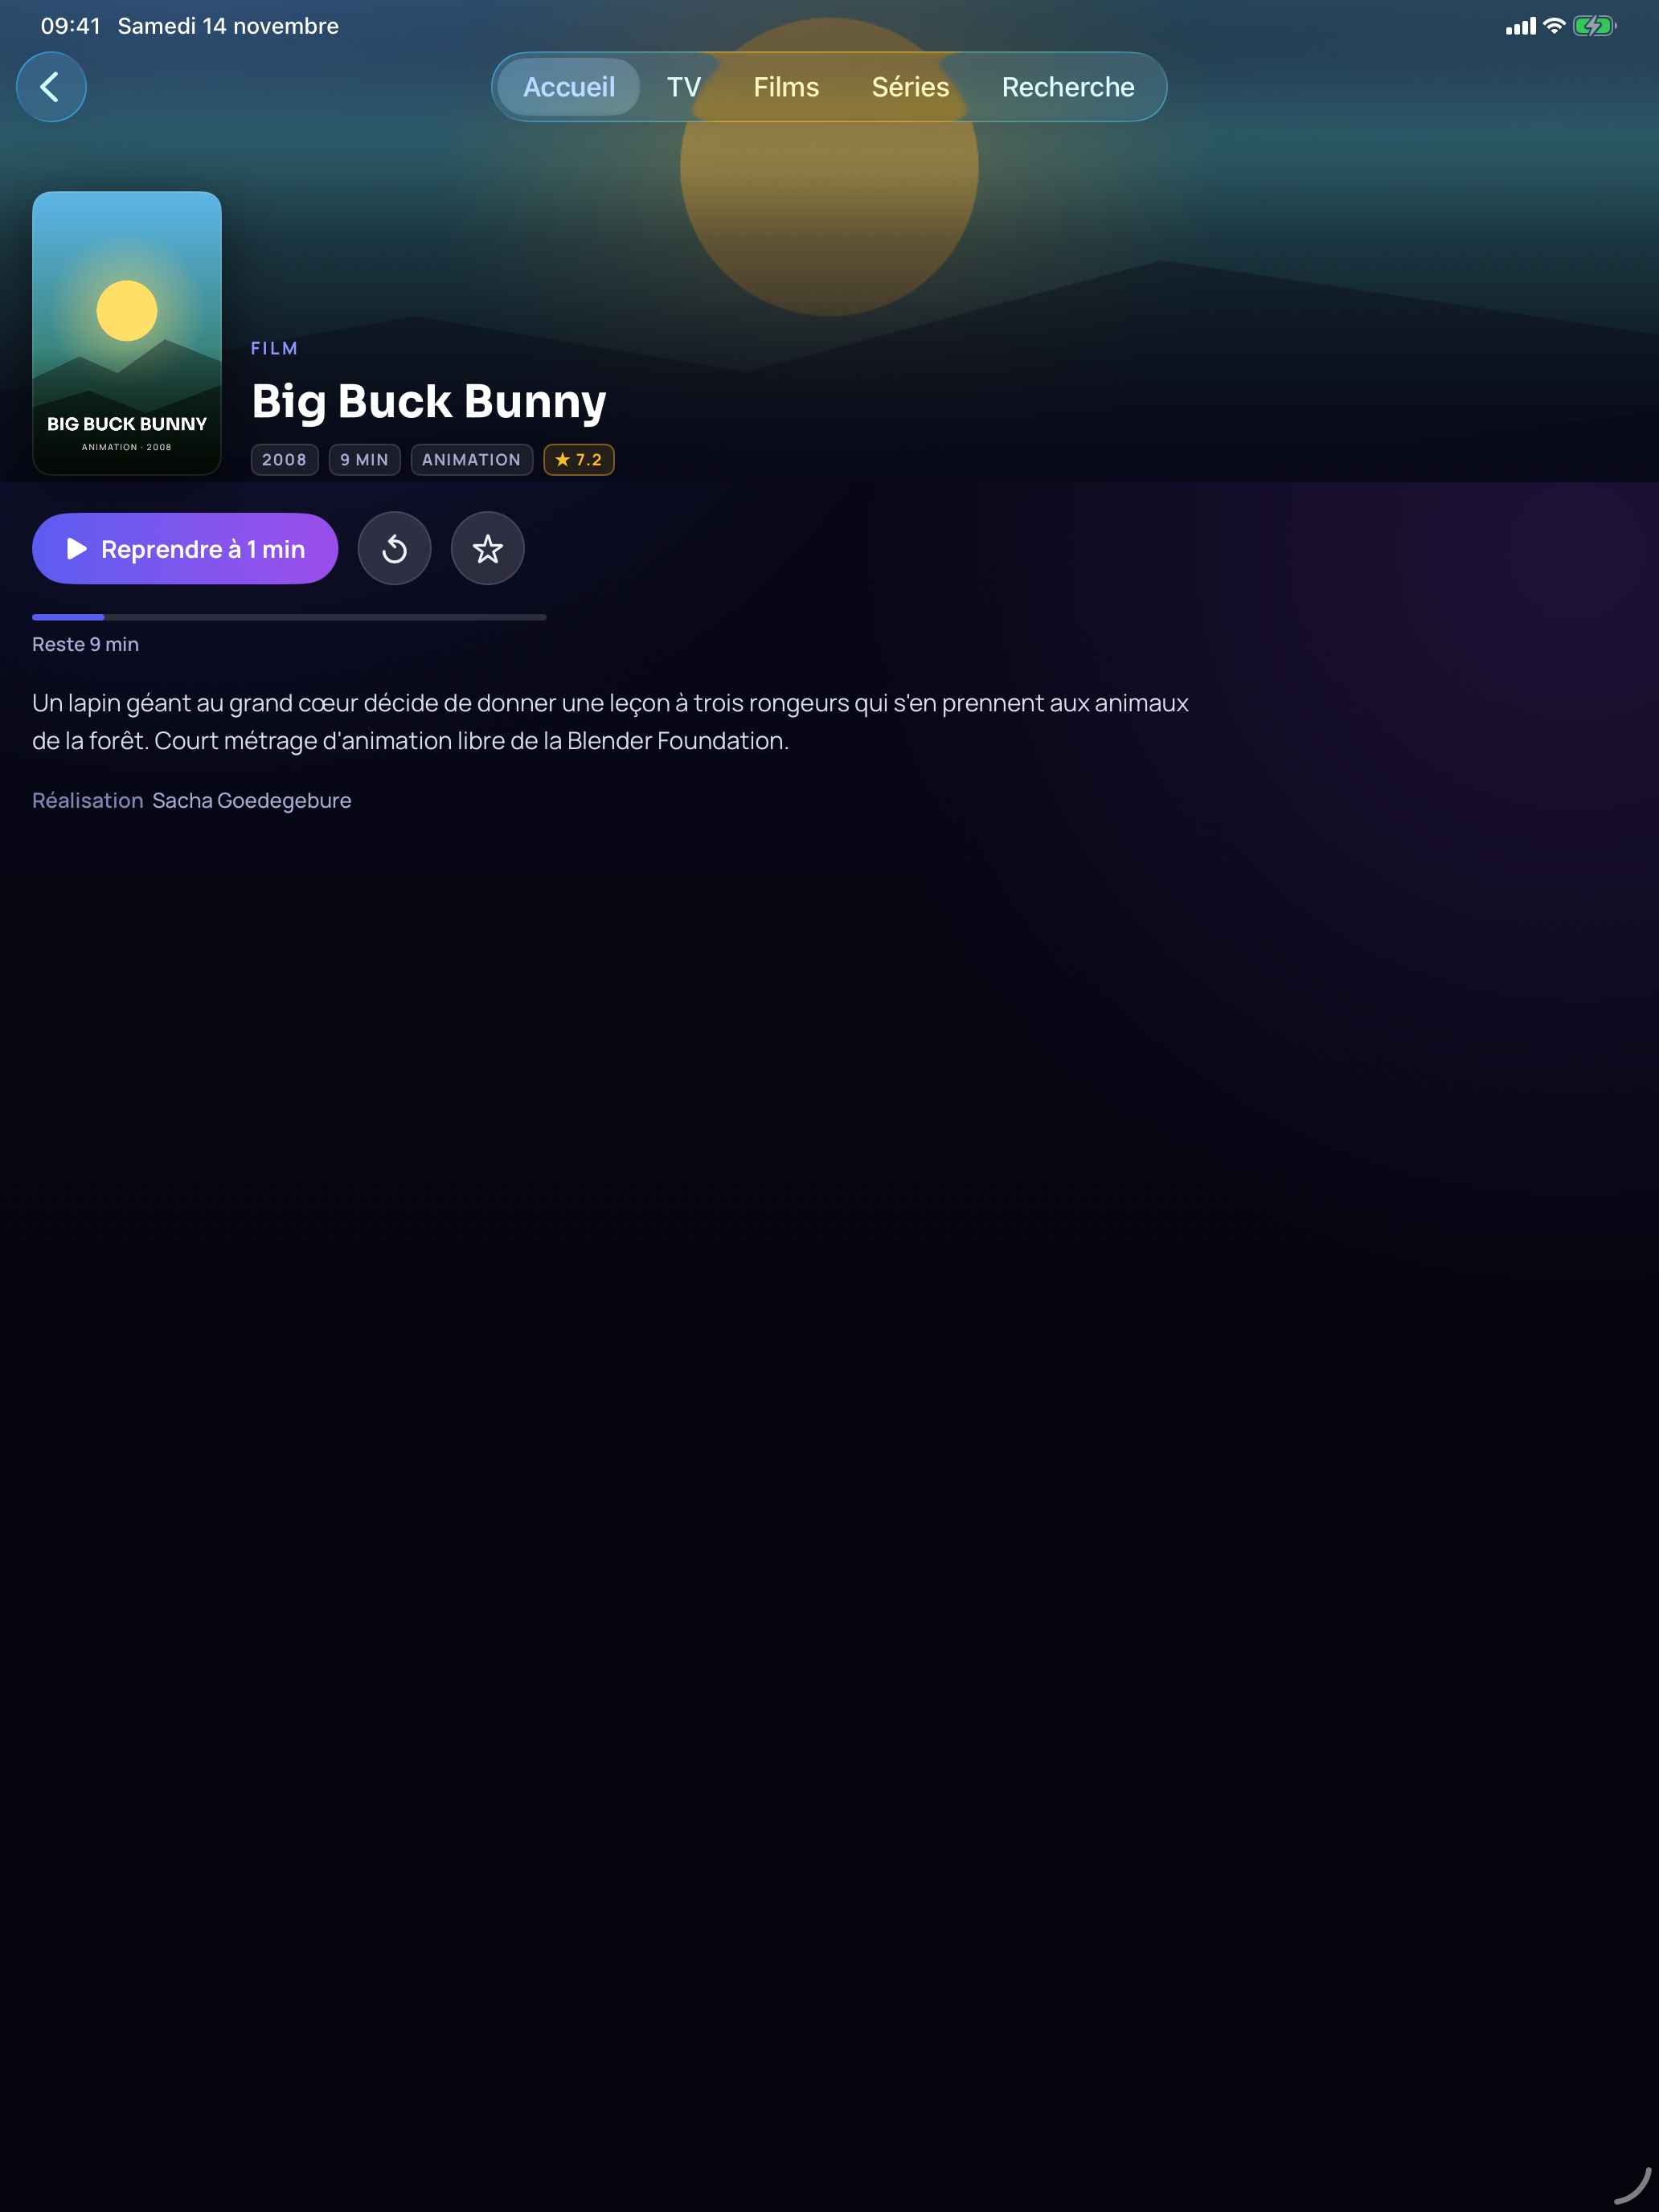 09:41 Samedi 14 novembre
Accueil TV Films Séries Recherche
BIG BUCK BUNNY
ANIMATION · 2008
FILM
Big Buck Bunny
2008 9 MIN ANIMATION ★ 7.2
Reprendre à 1 min
Reste 9 min
Un lapin géant au grand cœur décide de donner une leçon à trois rongeurs qui s'en prennent aux animaux
de la forêt. Court métrage d'animation libre de la Blender Foundation.
Réalisation Sacha Goedegebure